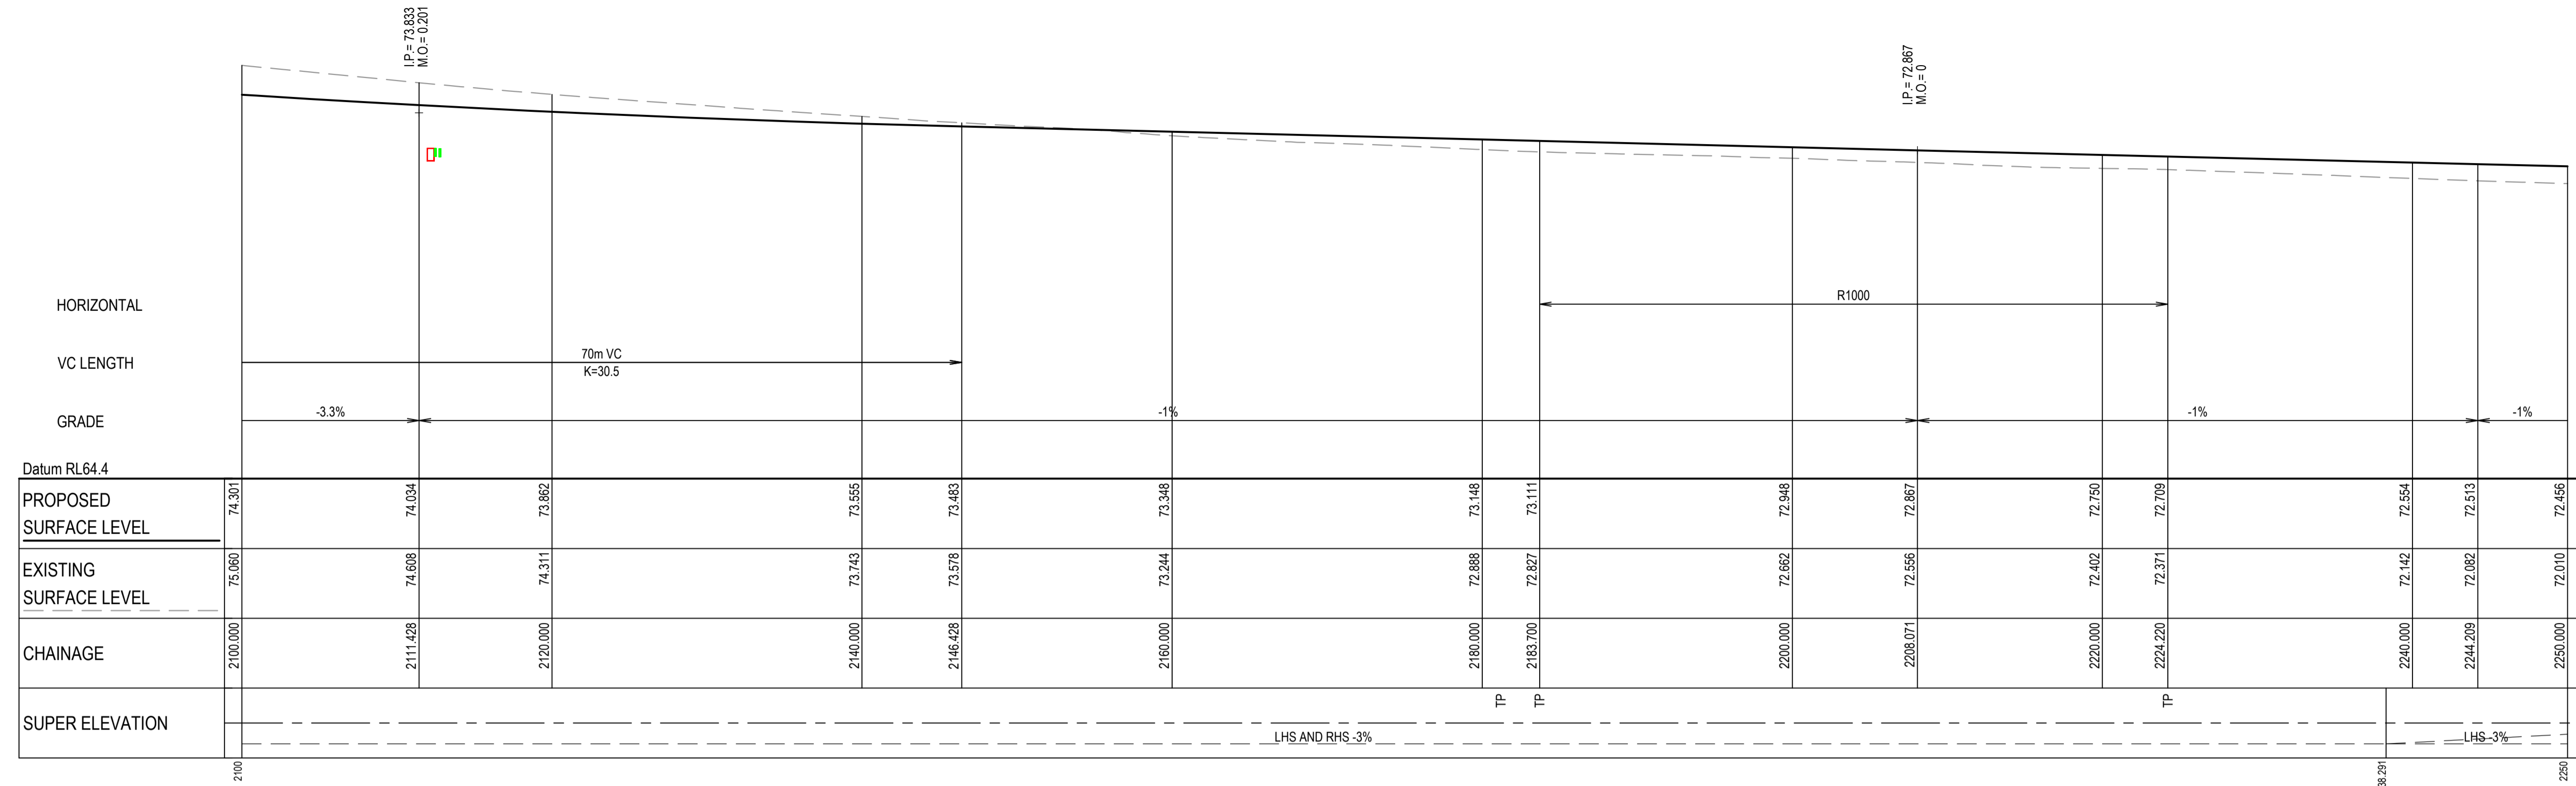 I.P.= 73.833
M.O.= 0.201
I.P.= 72.867
M.O.= 0
HORIZONTAL
R1000
VC LENGTH
70m VC
K=30.5
GRADE
-3.3%
-1%
-1%
-1%
Datum RL64.4
PROPOSED
SURFACE LEVEL
74.301
74.034
73.862
73.555
73.483
73.348
73.148
73.111
72.948
72.867
72.750
72.709
72.554
72.513
72.456
EXISTING
SURFACE LEVEL
75.060
74.608
74.311
73.743
73.578
73.244
72.888
72.827
72.662
72.556
72.402
72.371
72.142
72.082
72.010
CHAINAGE
2100.000
2111.428
2120.000
2140.000
2146.428
2160.000
2180.000
2183.700
2200.000
2208.071
2220.000
2224.220
2240.000
2244.209
2250.000
SUPER ELEVATION
TP
TP
TP
LHS AND RHS -3%
LHS -3%
2100
38.291
2250